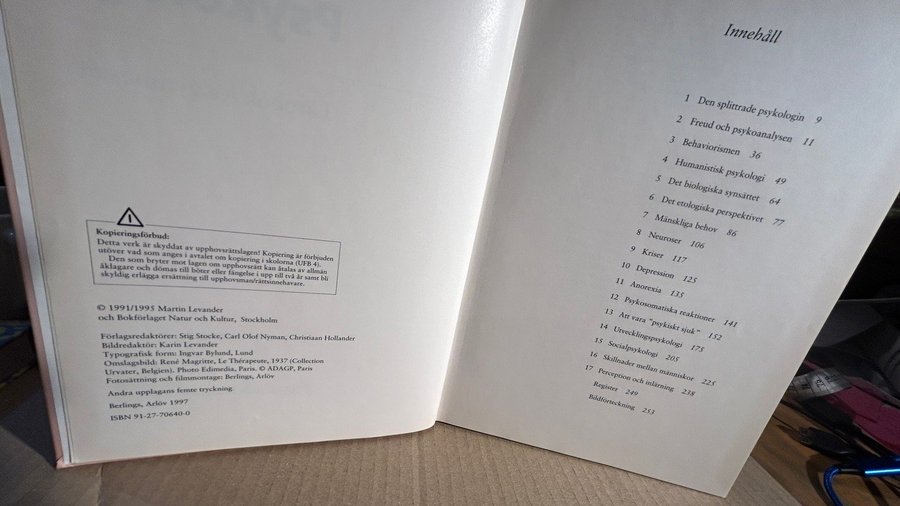 Kopieringsförbud:
Detta verk är skyddat av upphovsrättslagen! Kopiering är förbjuden
utöver vad som anges i avtalet om kopiering i skolorna (UFB 4).
Den som bryter mot lagen om upphovsrätt kan åtalas av allmän
åklagare och dömas till böter eller fängelse i upp till två år samt bli
skyldig erlägga ersättning till upphovsman/rättsinnehavare.
© 1991/1995 Martin Levander
och Bokförlaget Natur och Kultur, Stockholm
Förlagsredaktörer: Stig Stocke, Carl Olof Nyman, Christiaan Hollander
Bildredaktör: Karin Levander
Typografisk form: Ingvar Bylund, Lund
Omslagsbild: René Magritte, Le Thérapeute, 1937 (Collection
Urvater, Belgien). Photo Edimedia, Paris. © ADAGP, Paris
Fotosättning och filmmontage: Berlings, Arlöv
Andra upplagans femte tryckning.
Berlings, Arlöv 1997
ISBN 91-27-70640-0
Innehåll
1 Den splittrade psykologin 9
2 Freud och psykoanalysen 11
3 Behaviorismen 36
4 Humanistisk psykologi 49
5 Det biologiska synsättet 64
6 Det etologiska perspektivet 77
7 Mänskliga behov 86
8 Neuroser 106
9 Kriser 117
10 Depression 125
11 Anorexia 135
12 Psykosomatiska reaktioner 141
13 Att vara "psykiskt sjuk" 152
14 Utvecklingspsykologi 175
15 Socialpsykologi 205
16 Skillnader mellan människor 225
17 Perception och inlärning 238
Register 249
Bildförteckning 253